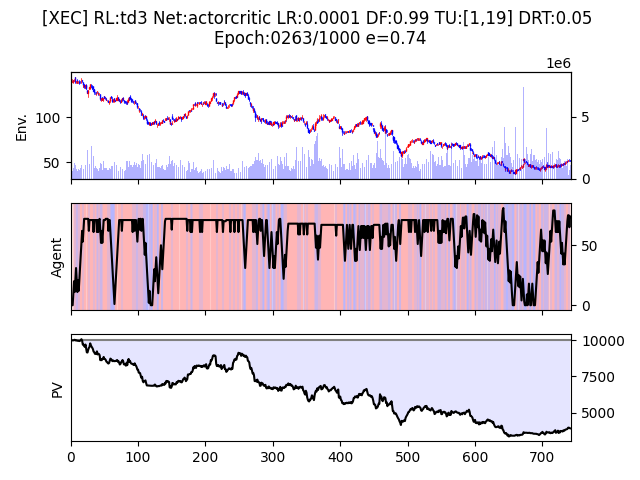 [XEC] RL:td3 Net:actorcritic LR:0.0001 DF:0.99 TU:[1,19] DRT:0.05
Epoch:0263/1000 e=0.74
1e6
Env.
100
50
5
0
Agent
50
0
PV
10000
7500
5000
0 100 200 300 400 500 600 700